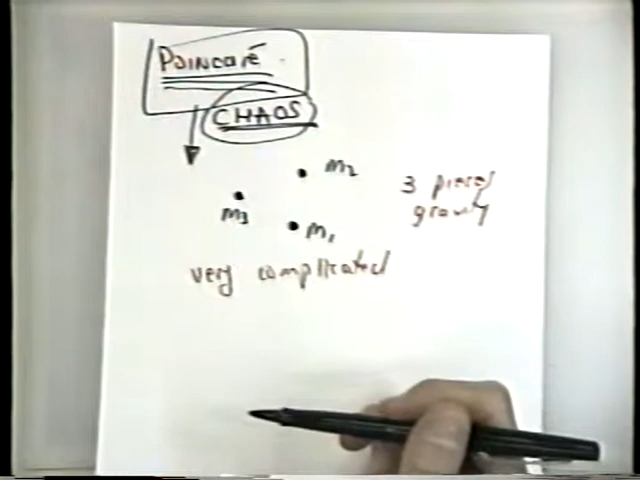 POINCARÉ
CHAOS
m2
3 pieces
m3
gravity
m1
very complicated